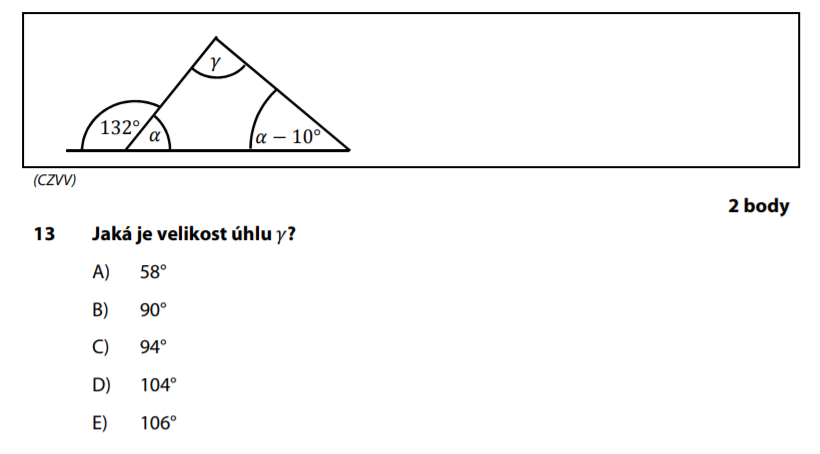 γ
132° α α − 10°
(CZVV)
2 body
13 Jaká je velikost úhlu γ?
A) 58°
B) 90°
C) 94°
D) 104°
E) 106°